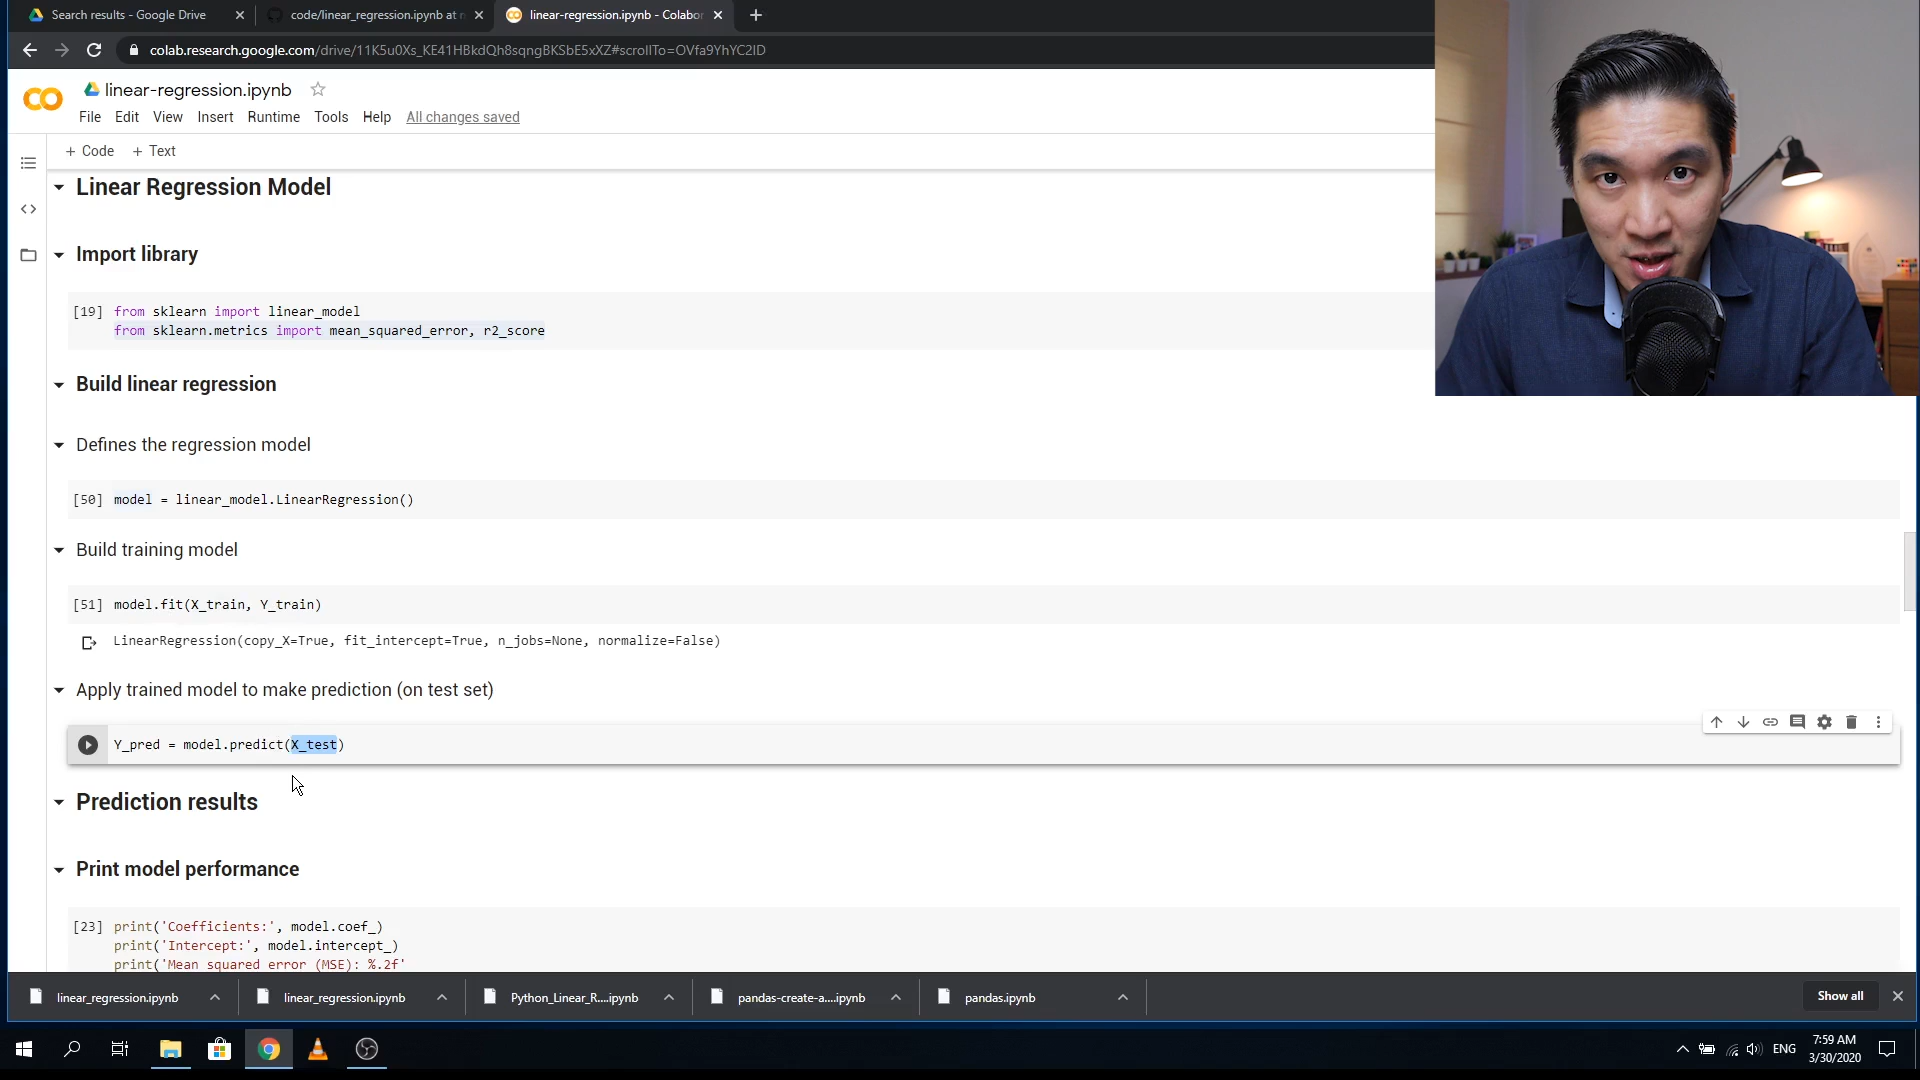 Search results - Google Drive
code/linear_regression.ipynb at
linear-regression.ipynb - Colabor
colab.research.google.com/drive/11K5u0Xs_KE41HBkdQh8sqngBKSbE5xXZ#scrollTo=OVfa9YhYC2ID
linear-regression.ipynb
File Edit View Insert Runtime Tools Help All changes saved
+ Code + Text
Linear Regression Model
Import library
[19] from sklearn import linear_model
from sklearn.metrics import mean_squared_error, r2_score
Build linear regression
Defines the regression model
[50] model = linear_model.LinearRegression()
Build training model
[51] model.fit(X_train, Y_train)
LinearRegression(copy_X=True, fit_intercept=True, n_jobs=None, normalize=False)
Apply trained model to make prediction (on test set)
Y_pred = model.predict(X_test)
Prediction results
Print model performance
[23] print('Coefficients:', model.coef_)
print('Intercept:', model.intercept_)
print('Mean squared error (MSE): %.2f'
linear_regression.ipynb
linear_regression.ipynb
Python_Linear_R....ipynb
pandas-create-a....ipynb
pandas.ipynb
Show all
ENG
7:59 AM
3/30/2020